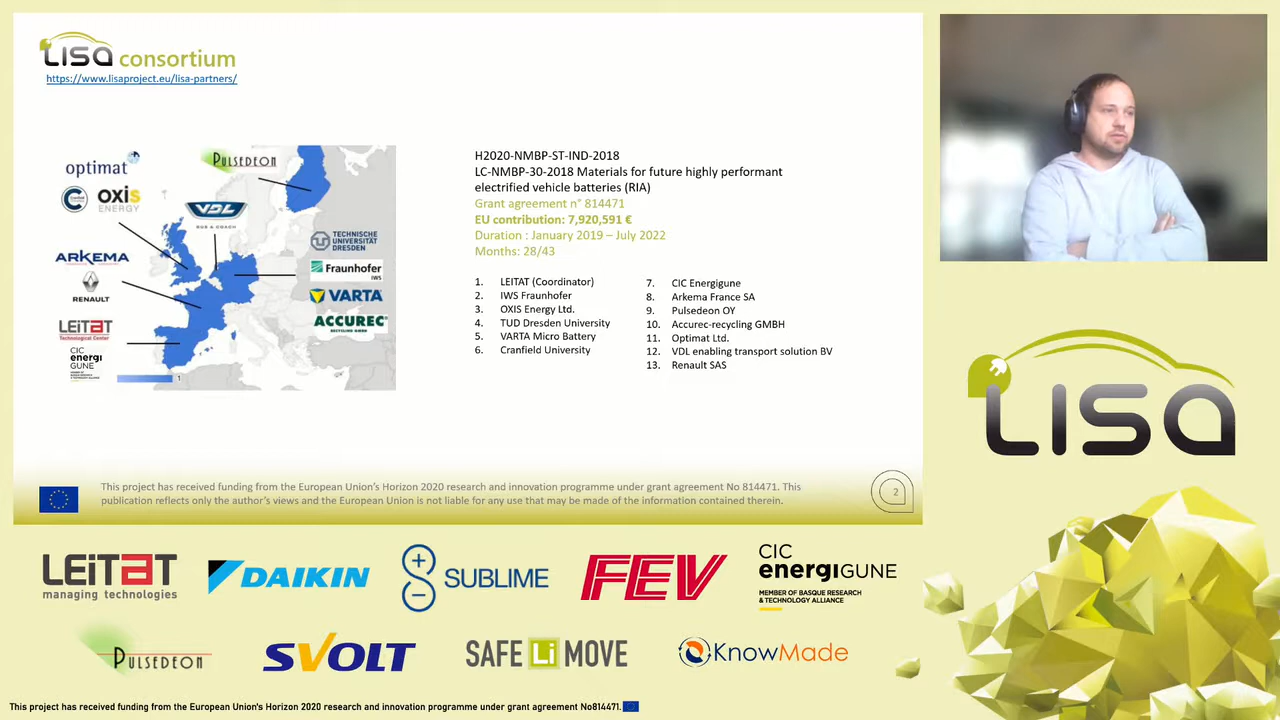 LISA consortium
https://www.lisaproject.eu/lisa-partners/
optimat
PULSEDEON
OXIS
ENERGY
VDL
BUS & COACH
TECHNISCHE
UNIVERSITÄT
DRESDEN
ARKEMA
Fraunhofer
IWS
RENAULT
VARTA
ACCUREC
LEITAT
Technological Center
CIC
energi
GUNE
1
H2020-NMBP-ST-IND-2018
LC-NMBP-30-2018 Materials for future highly performant
electrified vehicle batteries (RIA)
Grant agreement n° 814471
EU contribution: 7,920,591 €
Duration : January 2019 – July 2022
Months: 28/43
1. LEITAT (Coordinator)
2. IWS Fraunhofer
3. OXIS Energy Ltd.
4. TUD Dresden University
5. VARTA Micro Battery
6. Cranfield University
7. CIC Energigune
8. Arkema France SA
9. Pulsedeon OY
10. Accurec-recycling GMBH
11. Optimat Ltd.
12. VDL enabling transport solution BV
13. Renault SAS
This project has received funding from the European Union's Horizon 2020 research and innovation programme under grant agreement No 814471. This
publication reflects only the author's views and the European Union is not liable for any use that may be made of the information contained therein.
2
LISA
LEITAT
managing technologies
DAIKIN
SUBLIME
FEV
CIC
energiGUNE
MEMBER OF BASQUE RESEARCH
& TECHNOLOGY ALLIANCE
PULSEDEON
SVOLT
SAFE Li MOVE
KnowMade
This project has received funding from the European Union's Horizon 2020 research and innovation programme under grant agreement No814471.